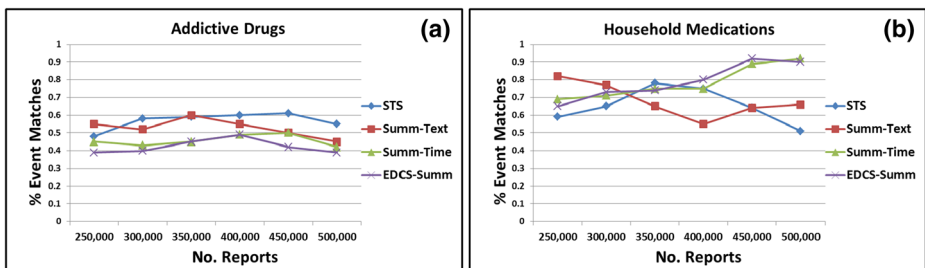 Addictive Drugs
(a)
% Event Matches
1
0.9
0.8
0.7
0.6
0.5
0.4
0.3
0.2
0.1
0
250,000 300,000 350,000 400,000 450,000 500,000
No. Reports
STS
Summ-Text
Summ-Time
EDCS-Summ
Household Medications
(b)
% Event Matches
1
0.9
0.8
0.7
0.6
0.5
0.4
0.3
0.2
0.1
0
250,000 300,000 350,000 400,000 450,000 500,000
No. Reports
STS
Summ-Text
Summ-Time
EDCS-Summ